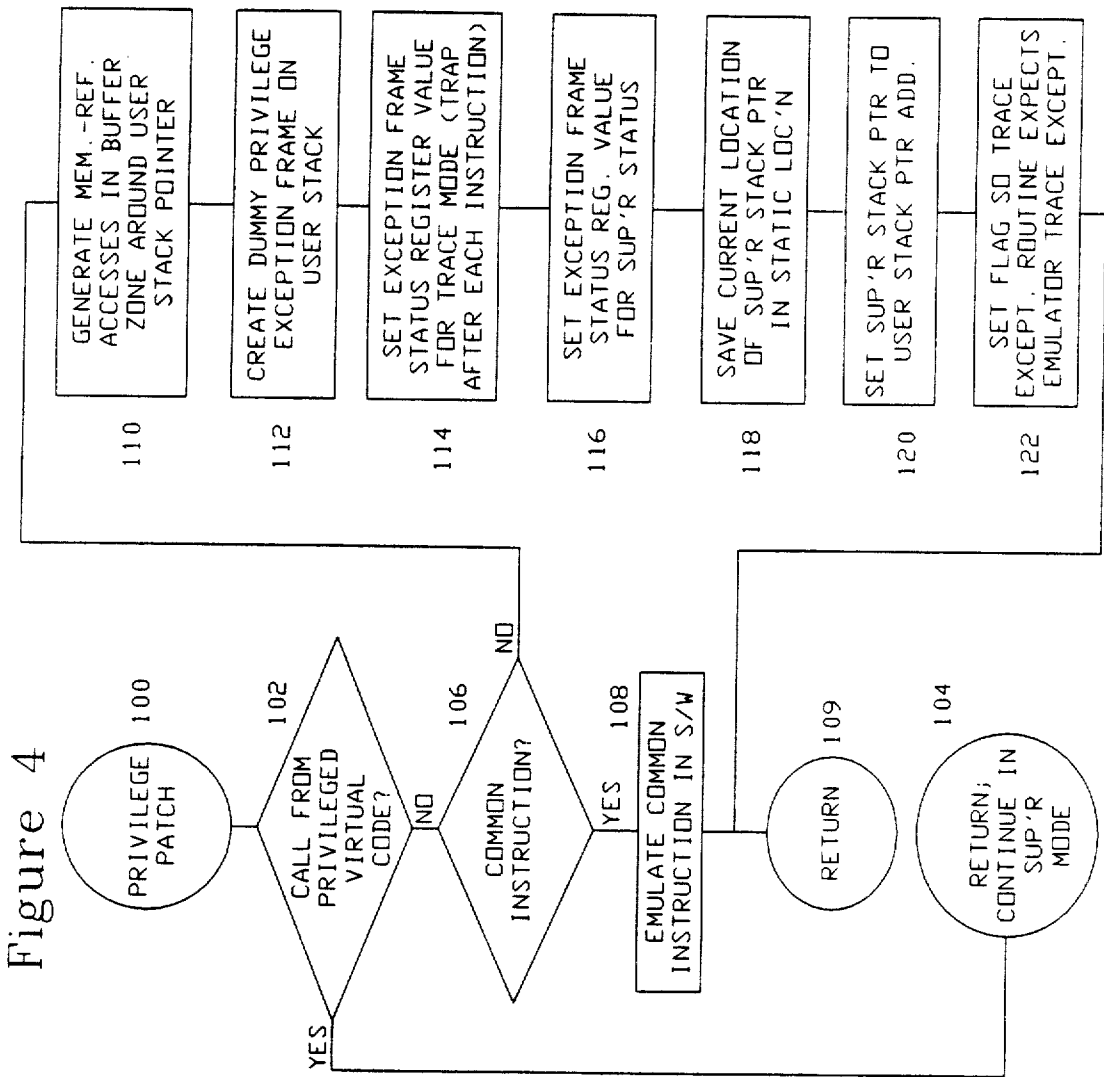 Figure 4
PRIVILEGE
PATCH
100
CALL FROM
PRIVILEGED
VIRTUAL
CODE?
102
YES
NO
COMMON
INSTRUCTION?
106
NO
YES
EMULATE COMMON
INSTRUCTION IN S/W
108
RETURN
109
RETURN;
CONTINUE IN
SUP'R
MODE
104
GENERATE MEM.-REF.
ACCESSES IN BUFFER
ZONE AROUND USER
STACK POINTER
110
CREATE DUMMY PRIVILEGE
EXCEPTION FRAME ON
USER STACK
112
SET EXCEPTION FRAME
STATUS REGISTER VALUE
FOR TRACE MODE (TRAP
AFTER EACH INSTRUCTION)
114
SET EXCEPTION FRAME
STATUS REG. VALUE
FOR SUP'R STATUS
116
SAVE CURRENT LOCATION
OF SUP'R STACK PTR
IN STATIC LOC'N
118
SET SUP'R STACK PTR TO
USER STACK PTR ADD.
120
SET FLAG SO TRACE
EXCEPT. ROUTINE EXPECTS
EMULATOR TRACE EXCEPT.
122